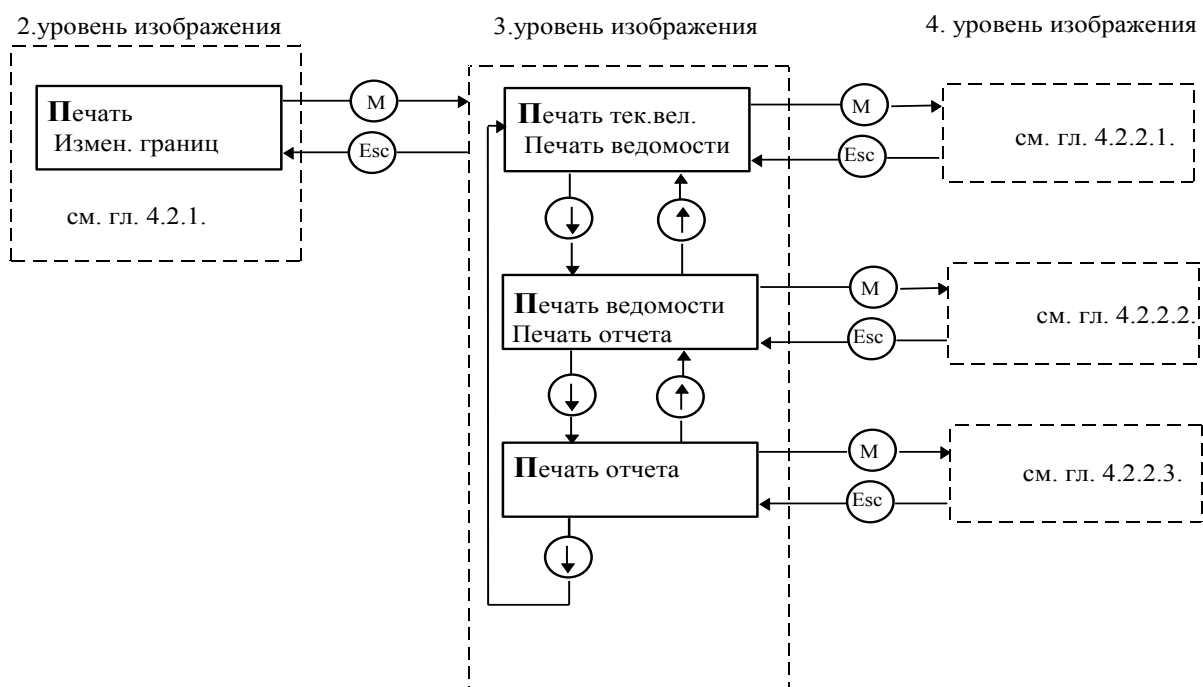 2.уровень изображения
3.уровень изображения
4. уровень изображения
Печать
Измен. границ
см. гл. 4.2.1.
M
Esc
Печать тек.вел.
Печать ведомости
M
Esc
см. гл. 4.2.2.1.
Печать ведомости
Печать отчета
M
Esc
см. гл. 4.2.2.2.
Печать отчета
M
Esc
см. гл. 4.2.2.3.